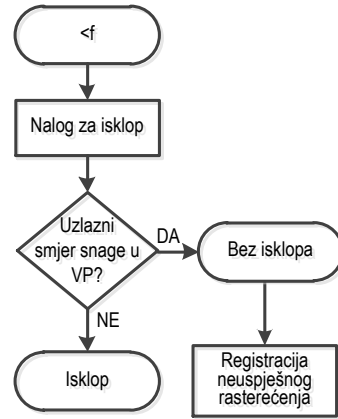 <f
Nalog za isklop
Uzlazni
smjer snage u
VP?
DA
Bez isklopa
NE
Isklop
Registracija
neuspješnog
rasterećenja